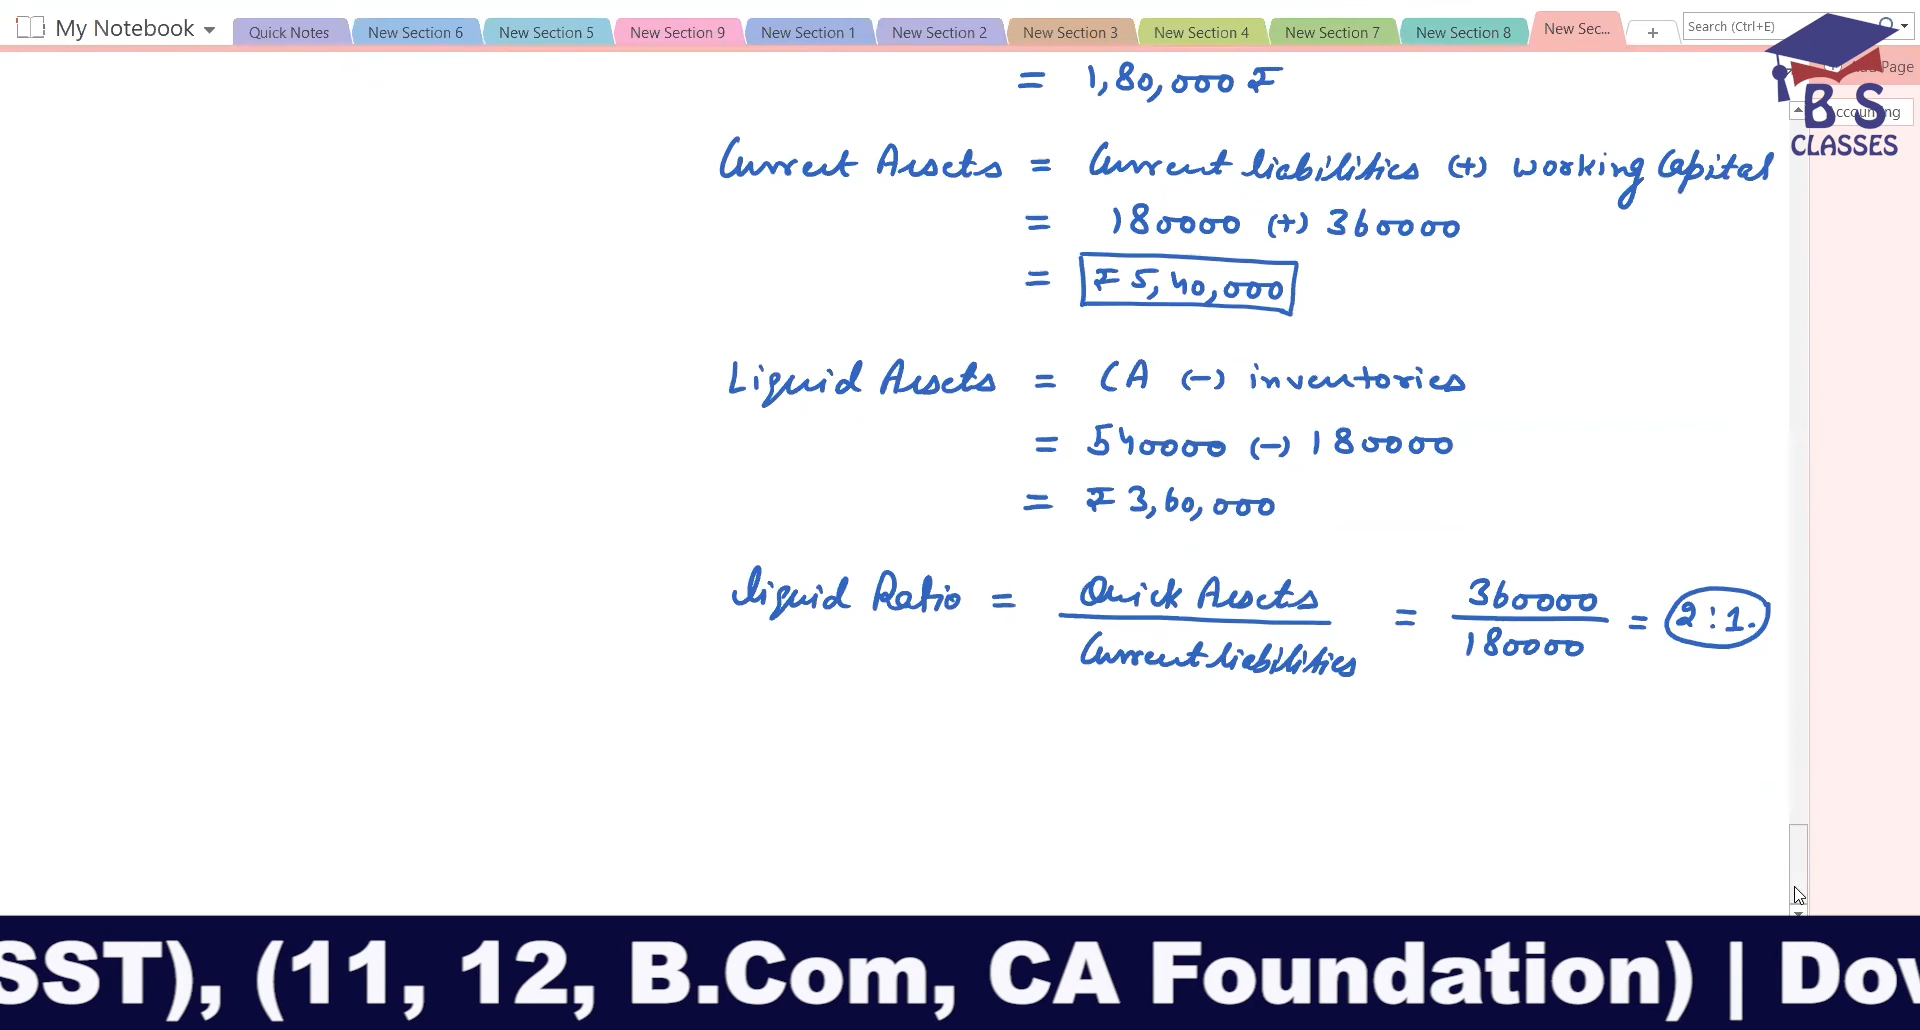 My Notebook
Quick Notes
New Section 6
New Section 5
New Section 9
New Section 1
New Section 2
New Section 3
New Section 4
New Section 7
New Section 8
New Sec...
+
Search (Ctrl+E)
Page
B S
CLASSES
= 1,80,000 ₹
Current Assets = Current liabilities (+) working Capital
= 180000 (+) 360000
= ₹ 5,40,000
Liquid Assets = CA (-) inventories
= 540000 (-) 180000
= ₹ 3,60,000
liquid Ratio = Quick Assets / Current liabilities = 360000 / 180000 = 2:1.
SST), (11, 12, B.Com, CA Foundation) | Dov